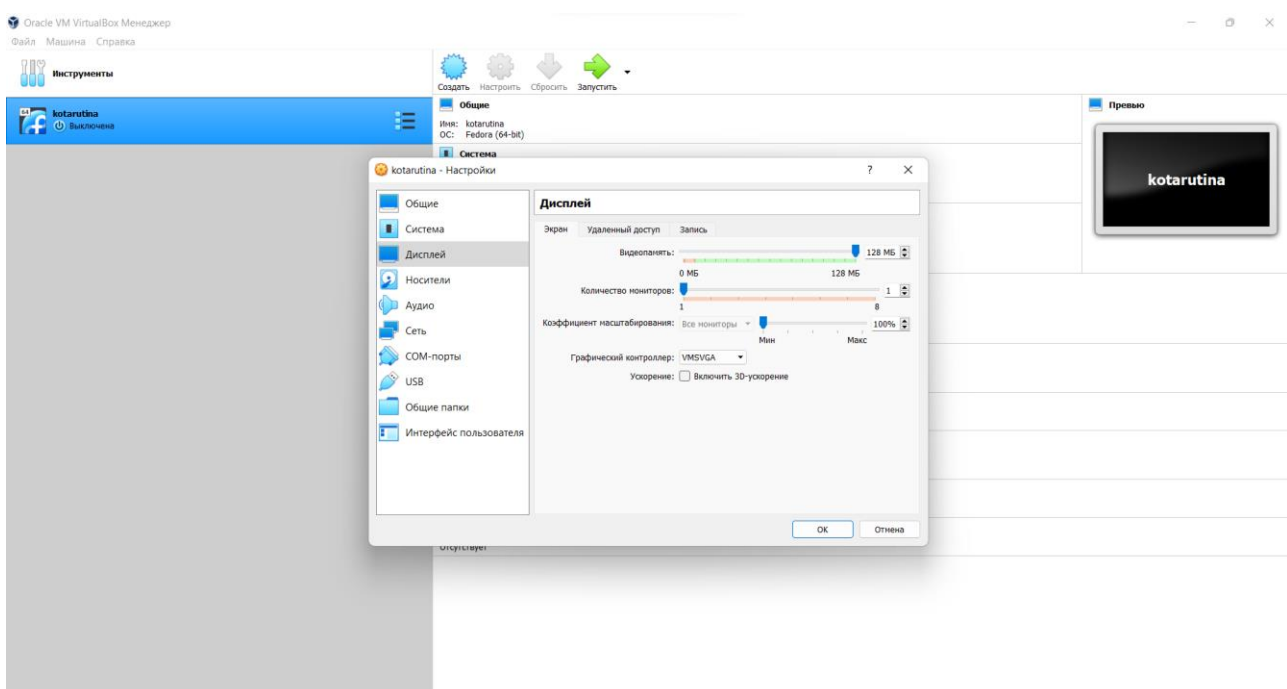 Oracle VM VirtualBox Менеджер
Файл Машина Справка
Инструменты
Создать Настроить Сбросить Запустить
64
kotarutina
Выключена
Общие
Имя: kotarutina
ОС: Fedora (64-bit)
Система
Превью
kotarutina
kotarutina - Настройки
Общие
Система
Дисплей
Носители
Аудио
Сеть
COM-порты
USB
Общие папки
Интерфейс пользователя
Дисплей
Экран Удаленный доступ Запись
Видеопамять: 128 МБ
0 МБ 128 МБ
Количество мониторов: 1
1 8
Коэффициент масштабирования: Все мониторы 100%
Мин Макс
Графический контроллер: VMSVGA
Ускорение: Включить 3D-ускорение
OK Отмена
Отсутствует